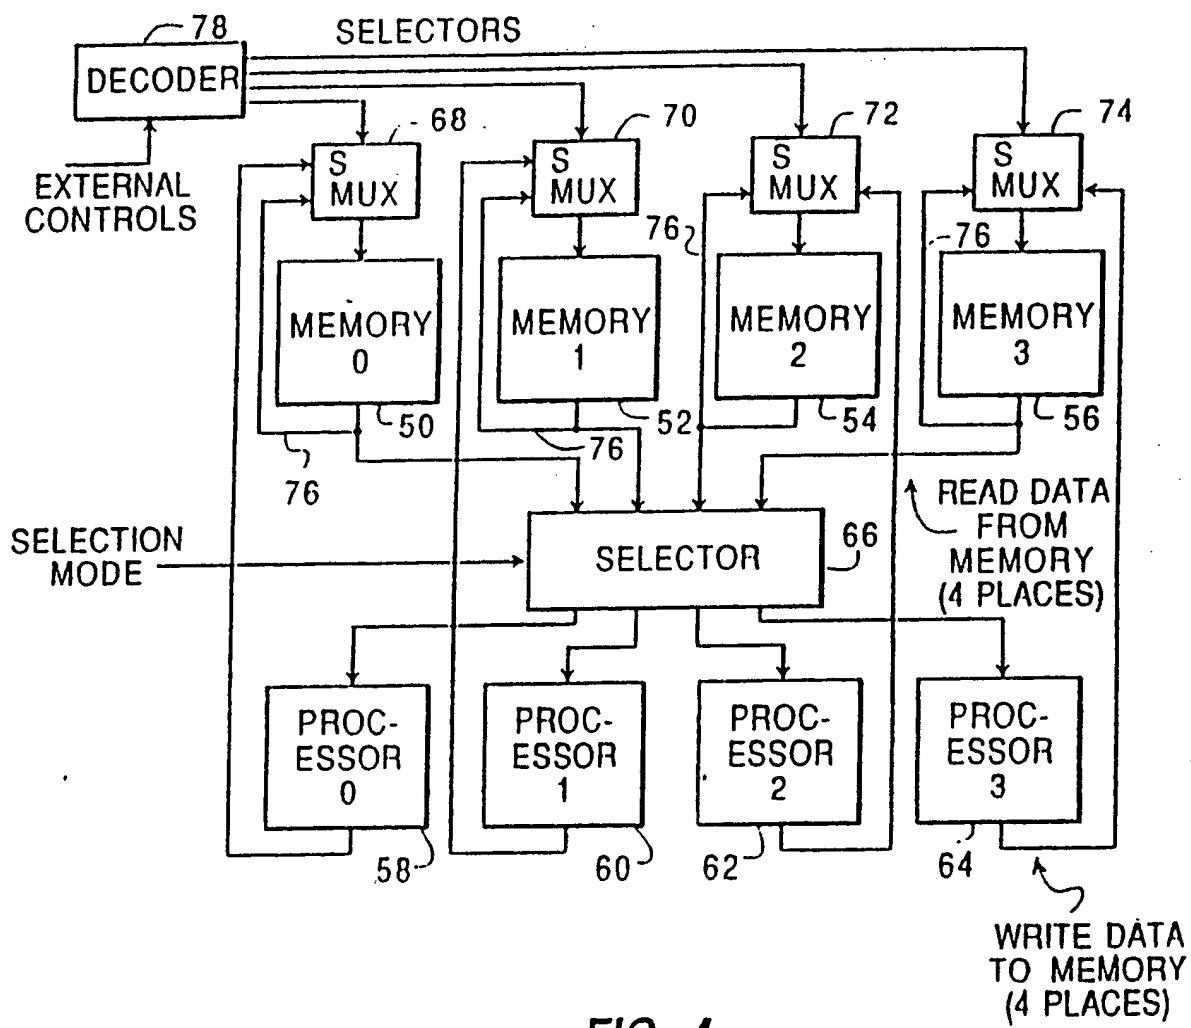 78
SELECTORS
DECODER
68
70
72
74
S
MUX
S
MUX
S
MUX
S
MUX
EXTERNAL
CONTROLS
76
76
MEMORY
0
MEMORY
1
MEMORY
2
MEMORY
3
50
52
54
56
76
76
READ DATA
FROM
MEMORY
(4 PLACES)
SELECTION
MODE
SELECTOR
66
PROC-
ESSOR
0
PROC-
ESSOR
1
PROC-
ESSOR
2
PROC-
ESSOR
3
58
60
62
64
WRITE DATA
TO MEMORY
(4 PLACES)